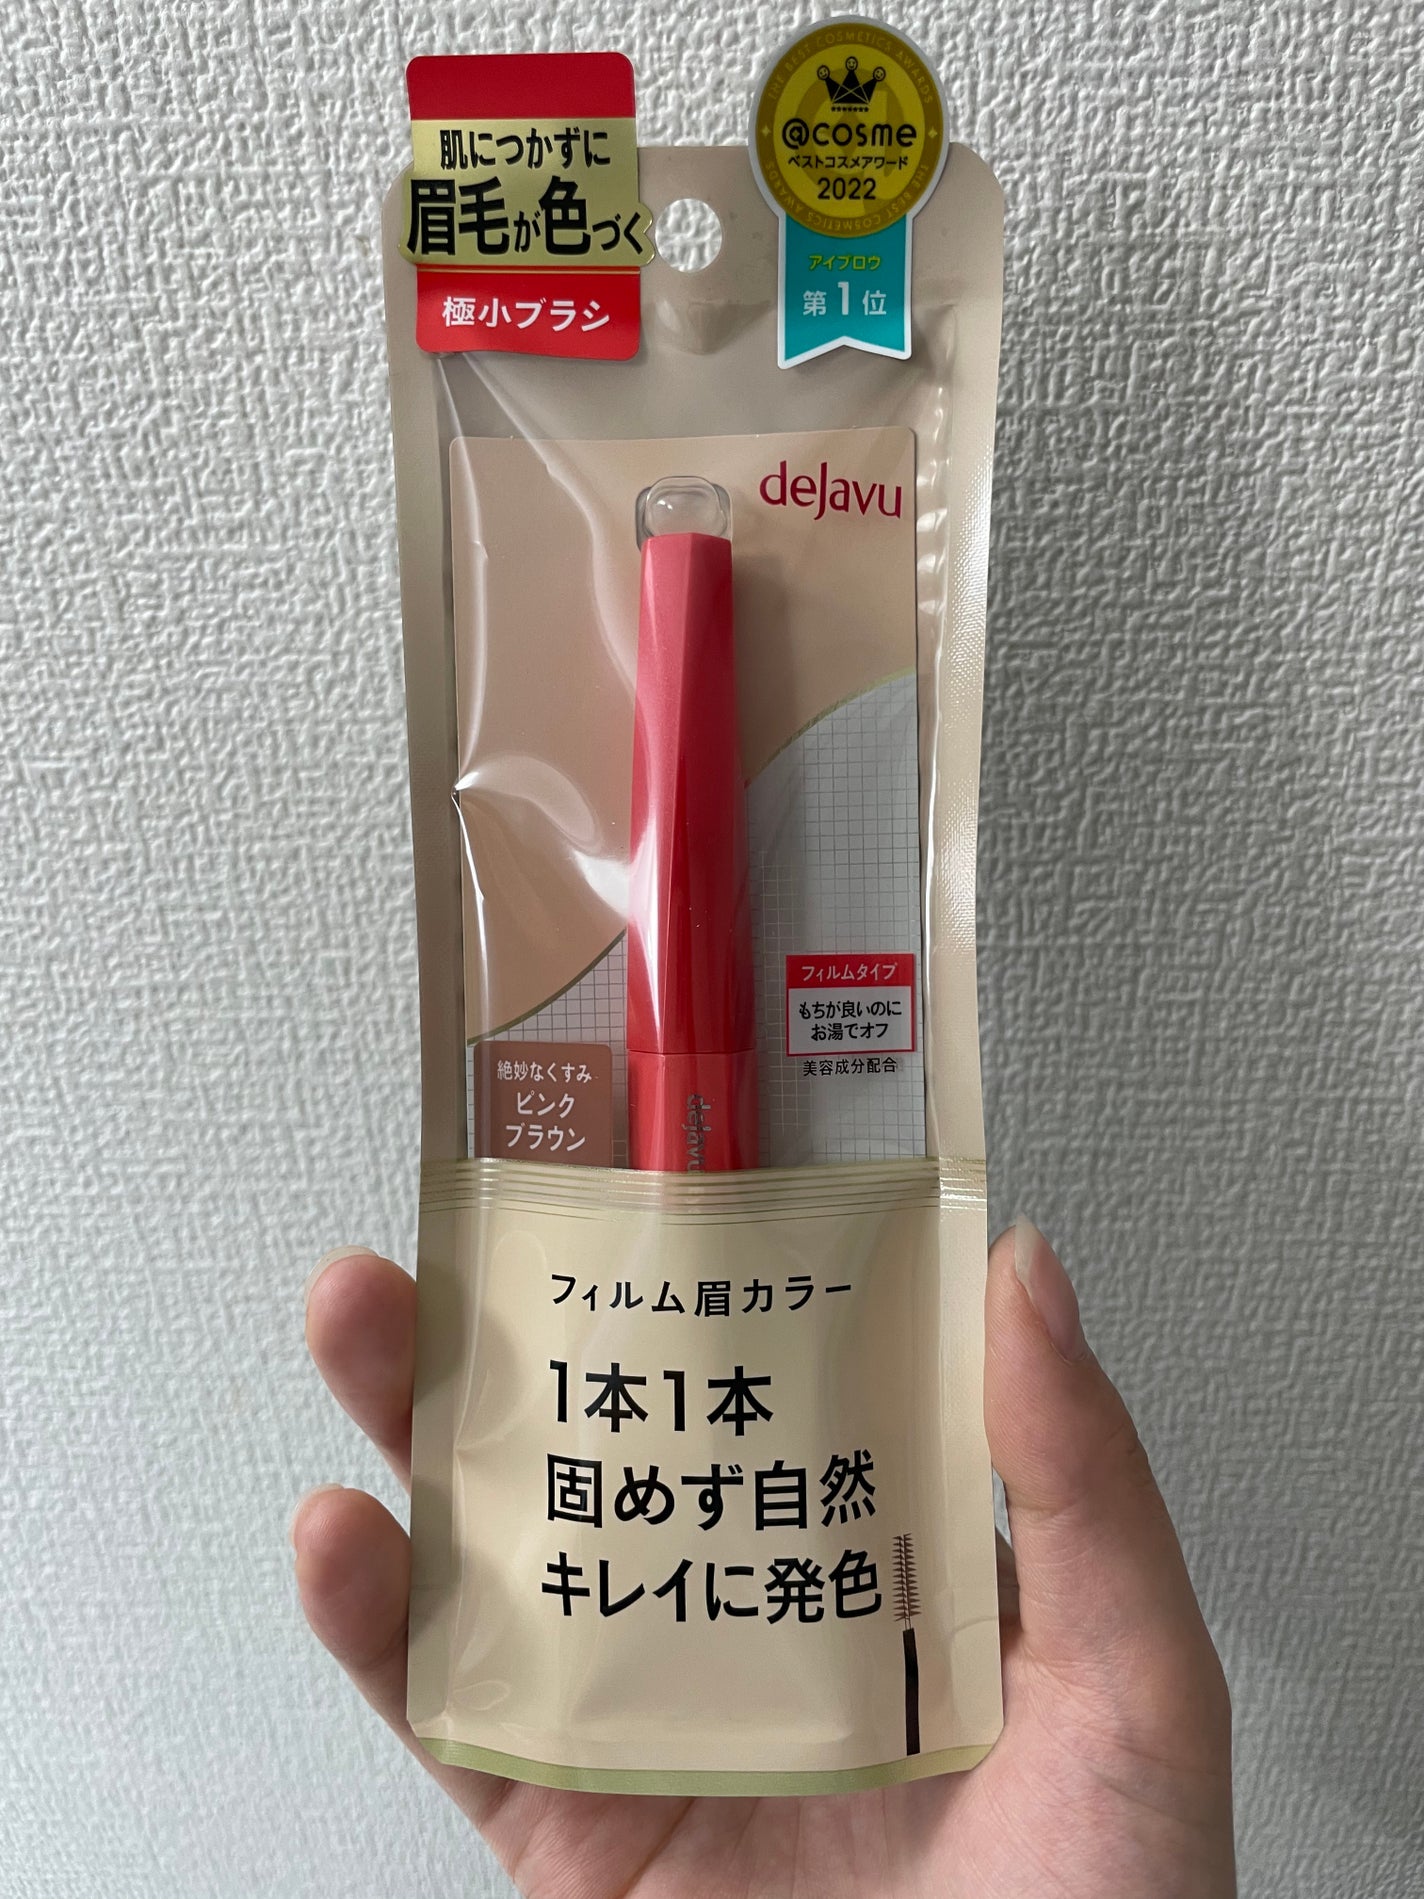 肌につかずに
眉毛が色づく
極小ブラシ
THE BEST COSMETICS AWARDS
@cosme
ベストコスメアワード
2022
THE BEST COSMETICS AWARDS
アイブロウ
第1位
dejavu
フィルムタイプ
もちが良いのに
お湯でオフ
美容成分配合
絶妙なくすみ
ピンク
ブラウン
dejavu
フィルム眉カラー
1本1本
固めず自然
キレイに発色